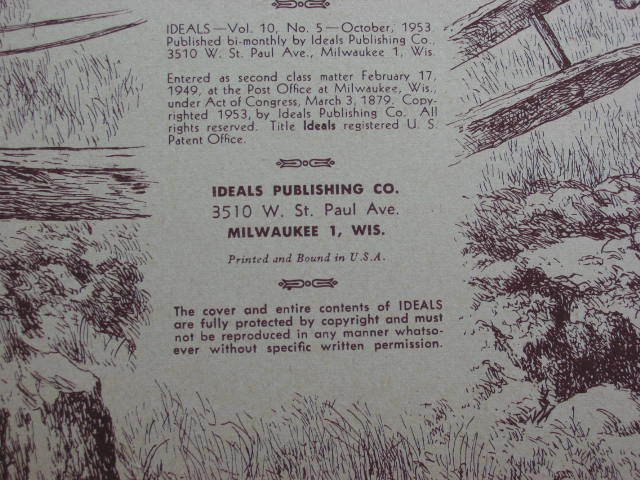 IDEALS—Vol. 10, No. 5—October, 1953.
Published bi-monthly by Ideals Publishing Co.,
3510 W. St. Paul Ave., Milwaukee 1, Wis.
Entered as second class matter February 17,
1949, at the Post Office at Milwaukee, Wis.,
under Act of Congress, March 3, 1879. Copy-
righted 1953, by Ideals Publishing Co. All
rights reserved. Title Ideals registered U. S.
Patent Office.
IDEALS PUBLISHING CO.
3510 W. St. Paul Ave.
MILWAUKEE 1, WIS.
Printed and Bound in U.S.A.
The cover and entire contents of IDEALS
are fully protected by copyright and must
not be reproduced in any manner whatso-
ever without specific written permission.